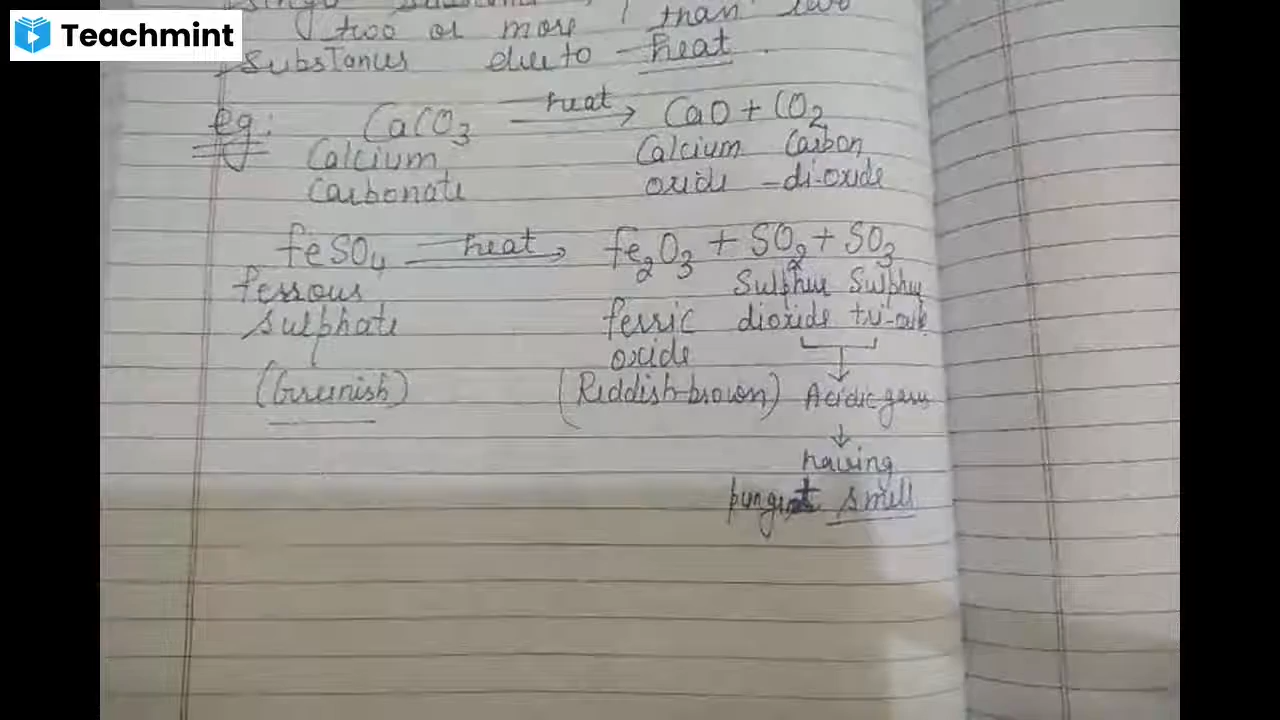 Teachmint
two or more than two
substances due to heat.
eg: CaCO3 heat→ CaO + CO2
Calcium Calcium Carbon
carbonate oxide -di-oxide
feSO4 heat→ fe2O3 + SO2 + SO3
ferrous Sulphur Sulphur
sulphate ferric dioxide tri-oxide
oxide
(Greenish) (Reddish-brown) Acidic gases
↓
having
pungent smell